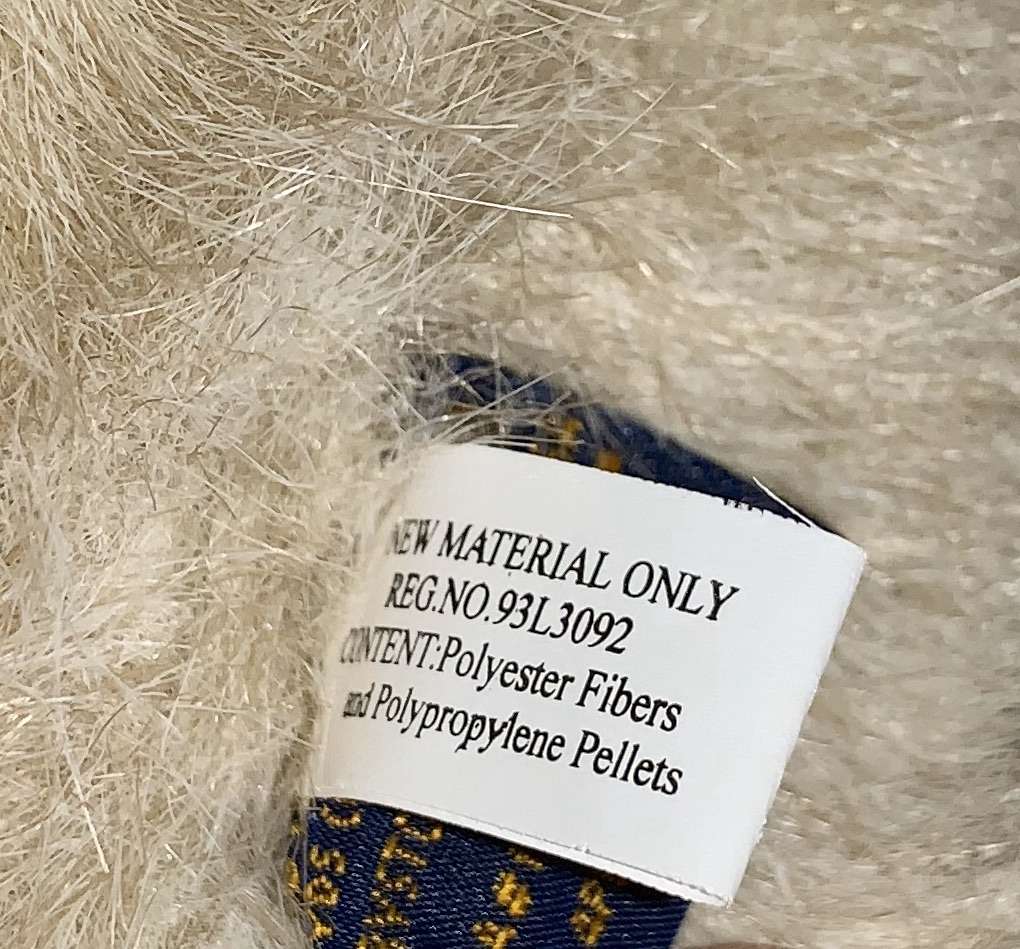 NEW MATERIAL ONLY
REG.NO.93L3092
CONTENT:Polyester Fibers
and Polypropylene Pellets